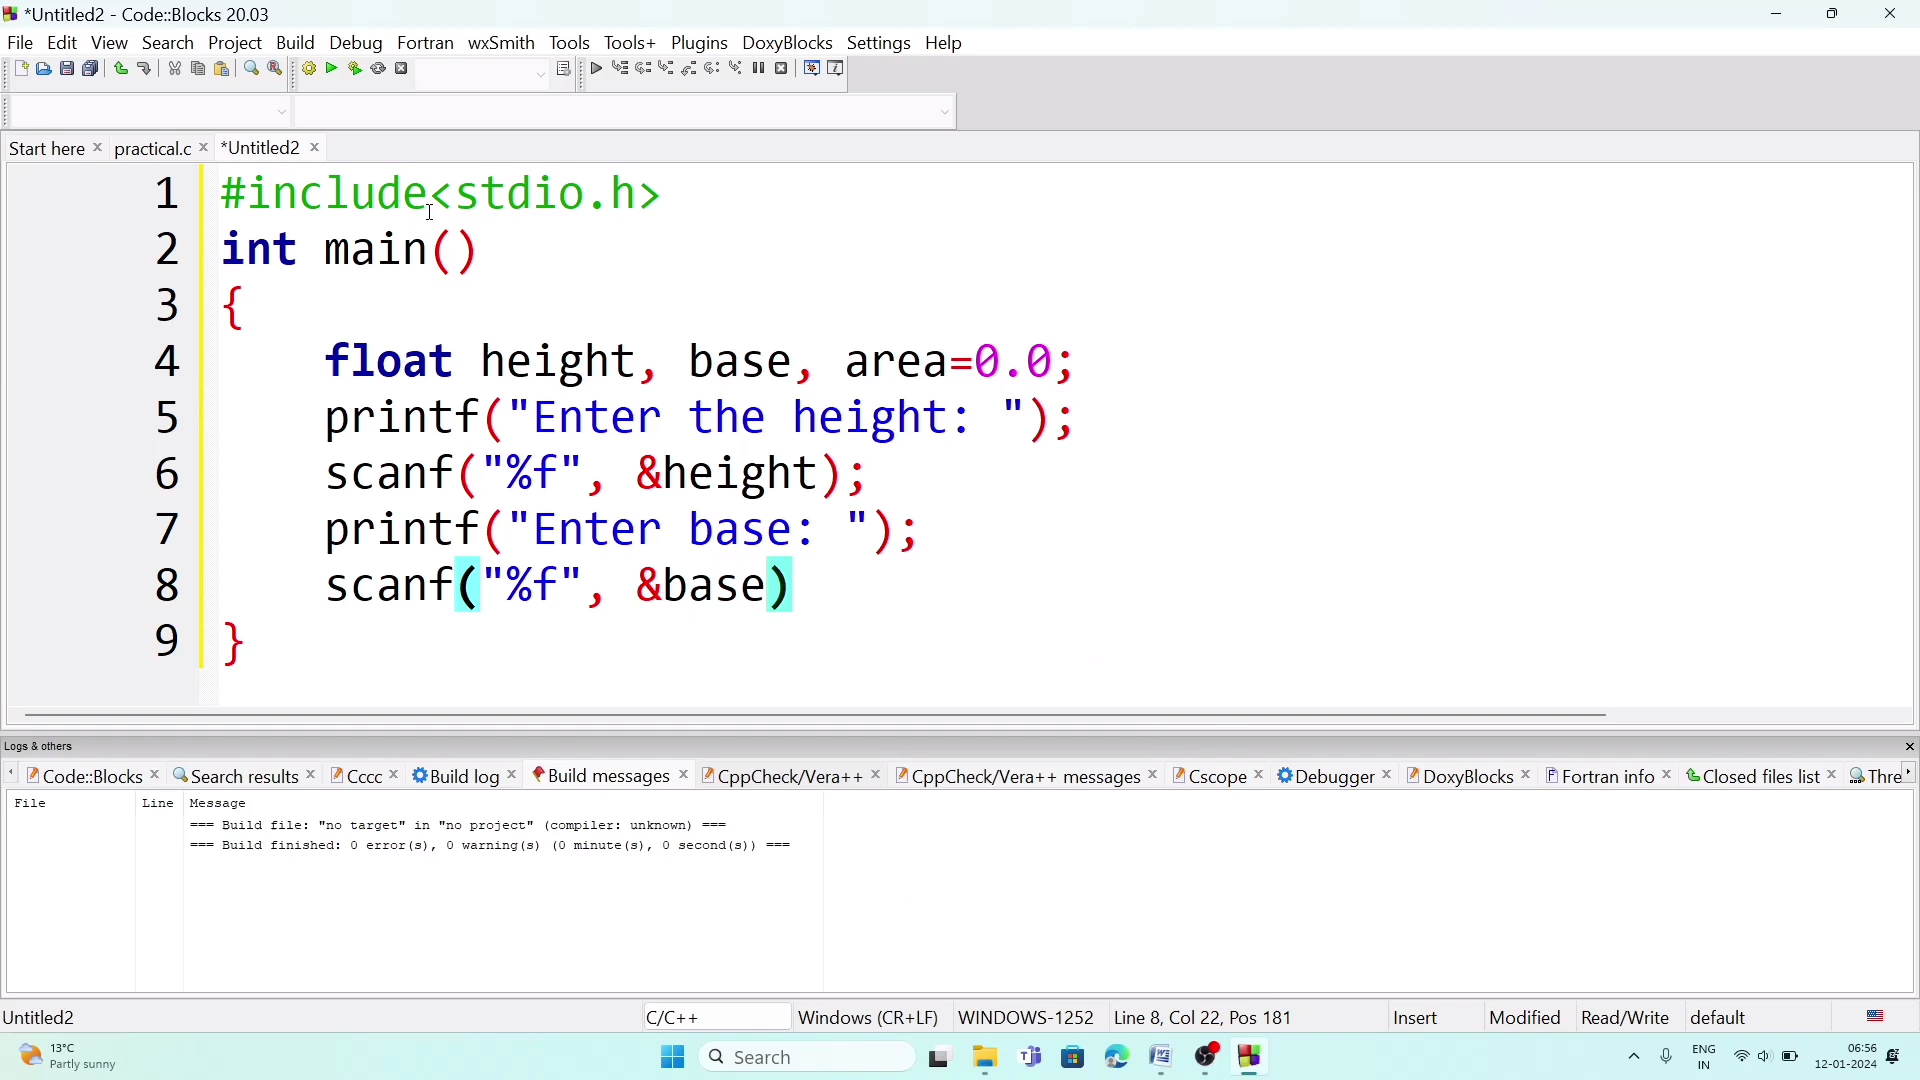 *Untitled2 - Code::Blocks 20.03
File Edit View Search Project Build Debug Fortran wxSmith Tools Tools+ Plugins DoxyBlocks Settings Help
Start here practical.c *Untitled2
1 #include<stdio.h>
2 int main()
3 {
4 float height, base, area=0.0;
5 printf("Enter the height: ");
6 scanf("%f", &height);
7 printf("Enter base: ");
8 scanf("%f", &base)
9 }
Logs & others
Code::Blocks Search results Cccc Build log Build messages CppCheck/Vera++ CppCheck/Vera++ messages Cscope Debugger DoxyBlocks Fortran info Closed files list Thre
File Line Message
=== Build file: "no target" in "no project" (compiler: unknown) ===
=== Build finished: 0 error(s), 0 warning(s) (0 minute(s), 0 second(s)) ===
Untitled2 C/C++ Windows (CR+LF) WINDOWS-1252 Line 8, Col 22, Pos 181 Insert Modified Read/Write default
13°C
Partly sunny
Search
ENG
IN
06:56
12-01-2024